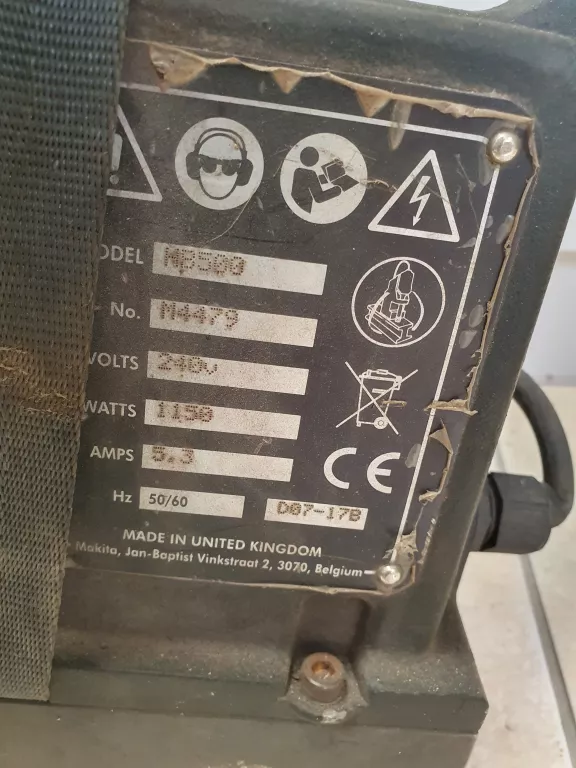 ODEL HB500
No. M4479
VOLTS 240v
WATTS 1150
AMPS 5.3
Hz 50/60 D07-17B
CE
MADE IN UNITED KINGDOM
Makita, Jan-Baptist Vinkstraat 2, 3070, Belgium